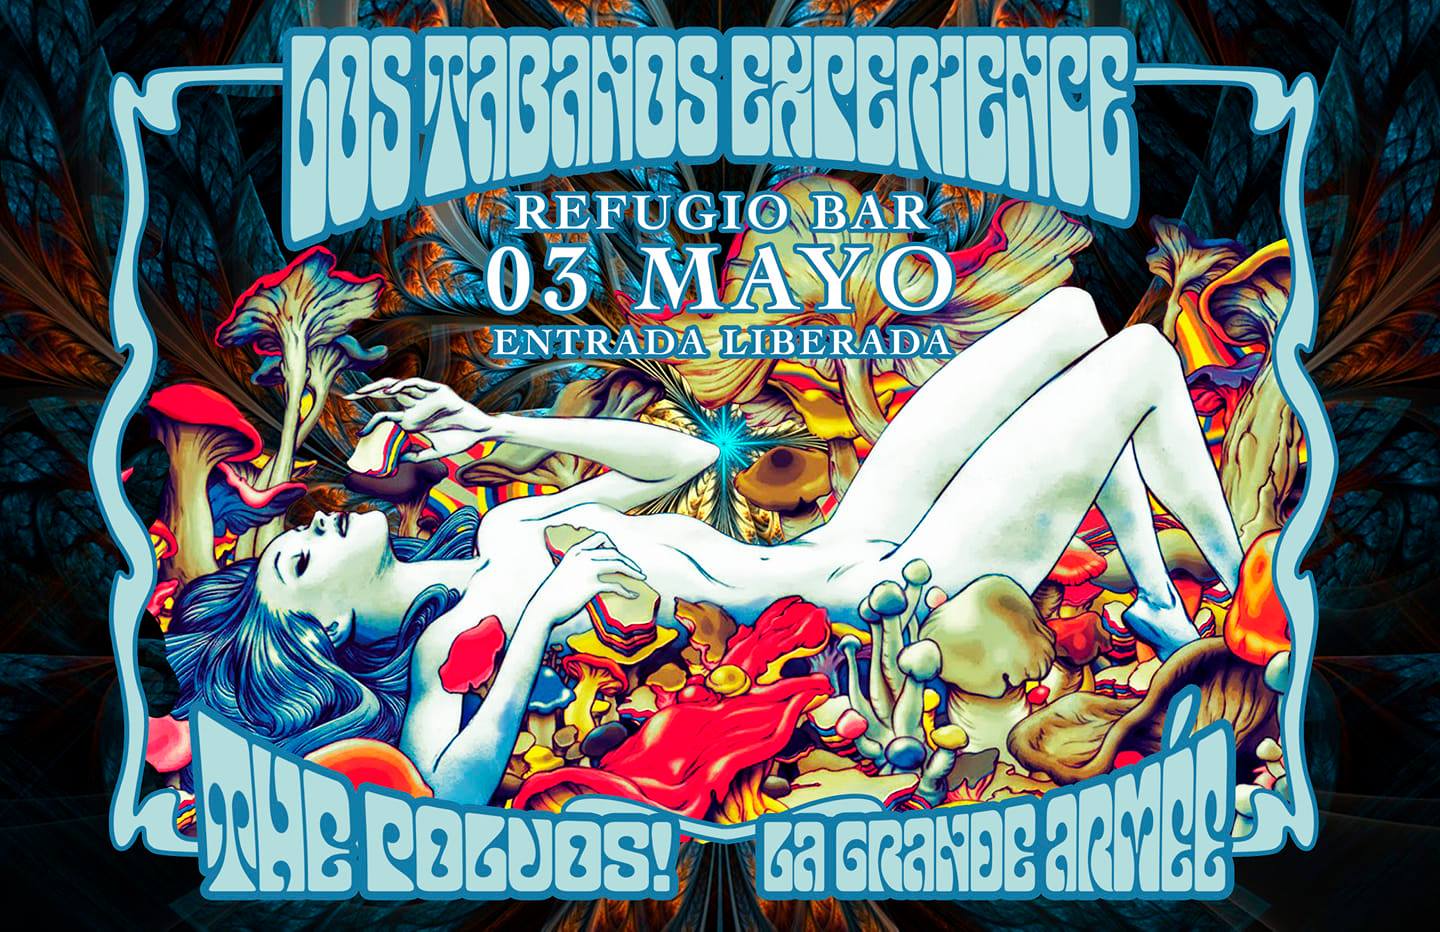 LOS TABANOS EXPERIENCE
REFUGIO BAR
03 MAYO
ENTRADA LIBERADA
THE POLVOS!
LA GRANDE ARMÉE